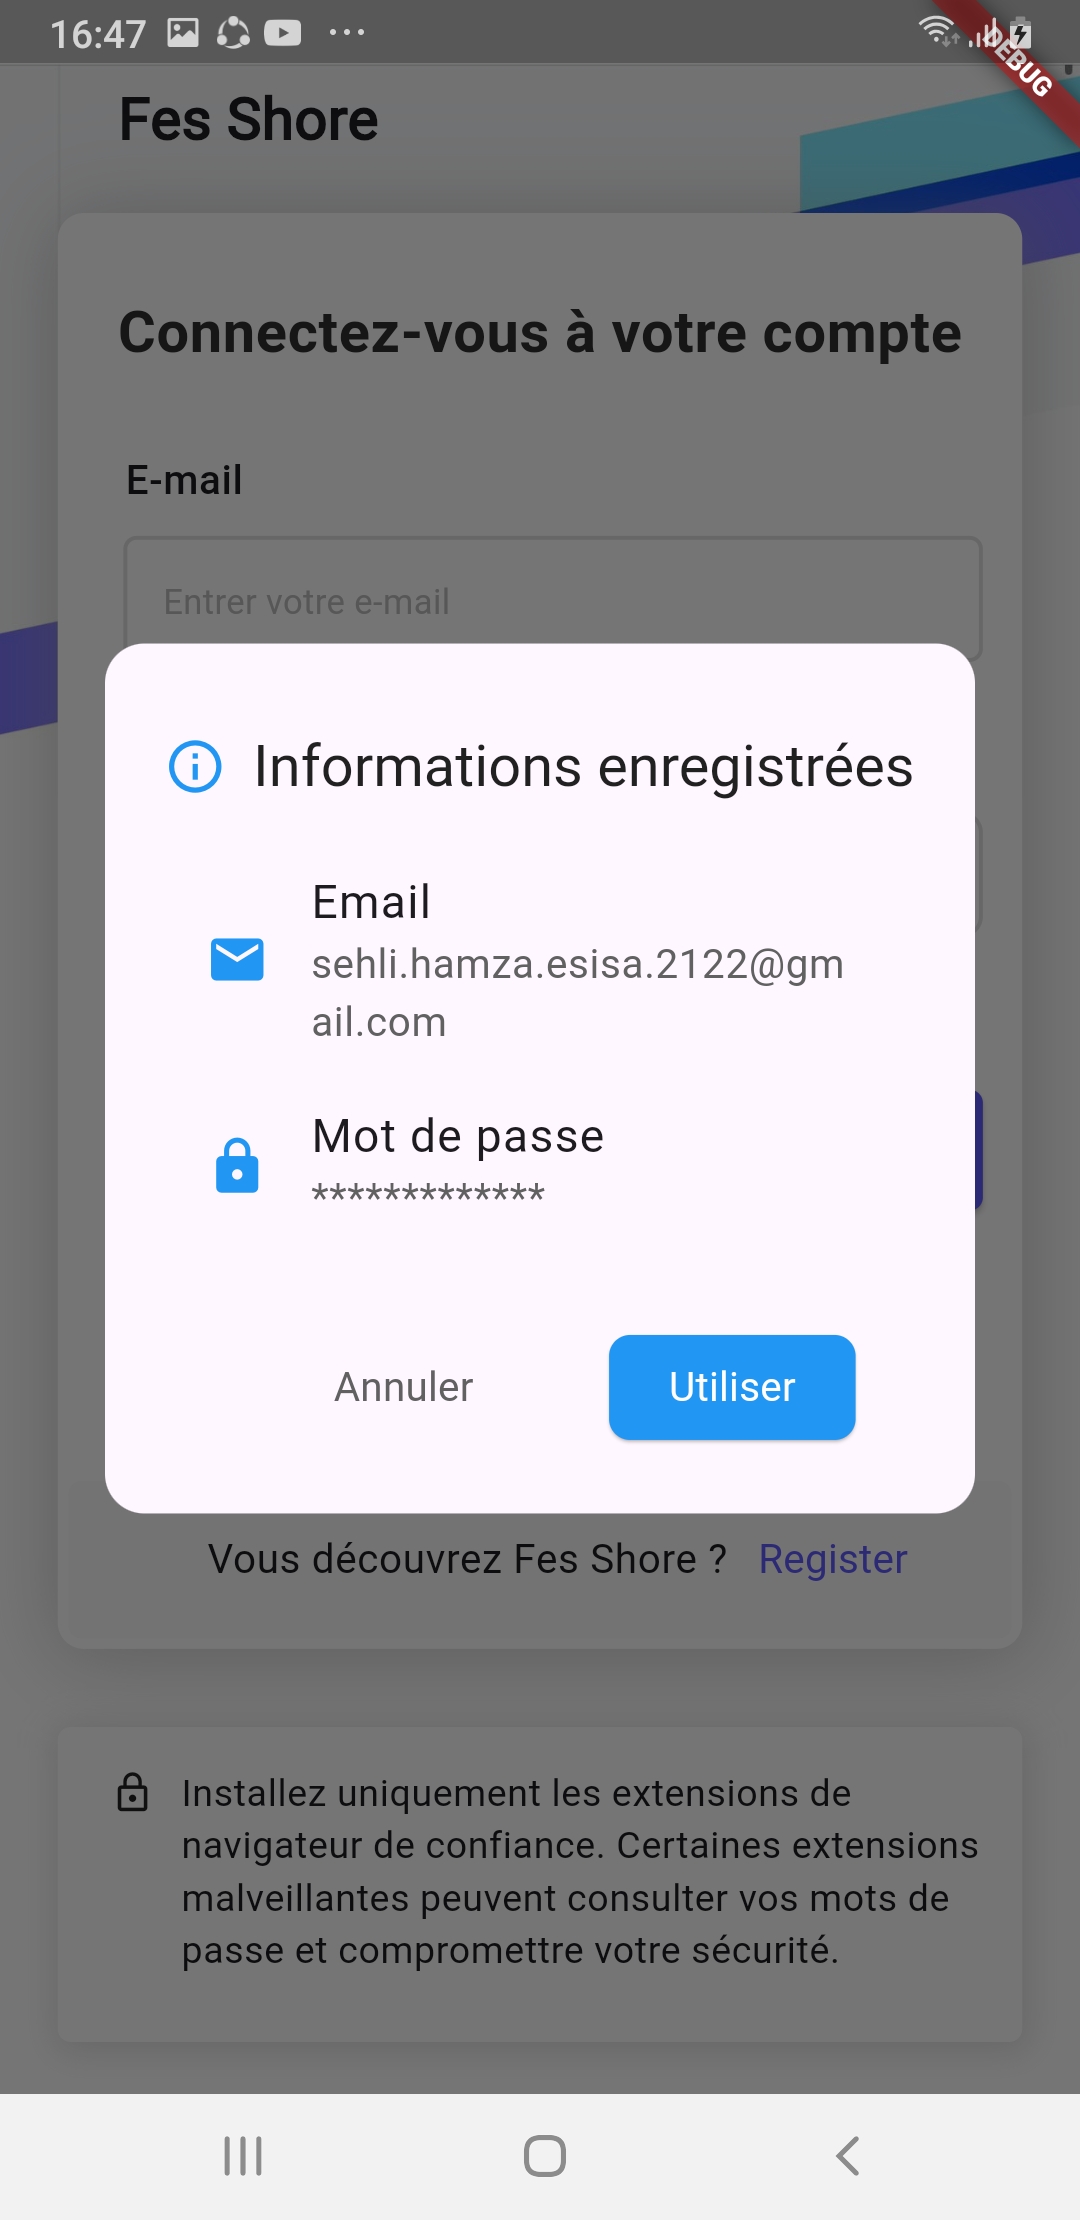 16:47
DEBUG
Fes Shore
Connectez-vous à votre compte
E-mail
Entrer votre e-mail
Informations enregistrées
Email
sehli.hamza.esisa.2122@gm
ail.com
Mot de passe
*************
Annuler
Utiliser
Vous découvrez Fes Shore ? Register
Installez uniquement les extensions de
navigateur de confiance. Certaines extensions
malveillantes peuvent consulter vos mots de
passe et compromettre votre sécurité.